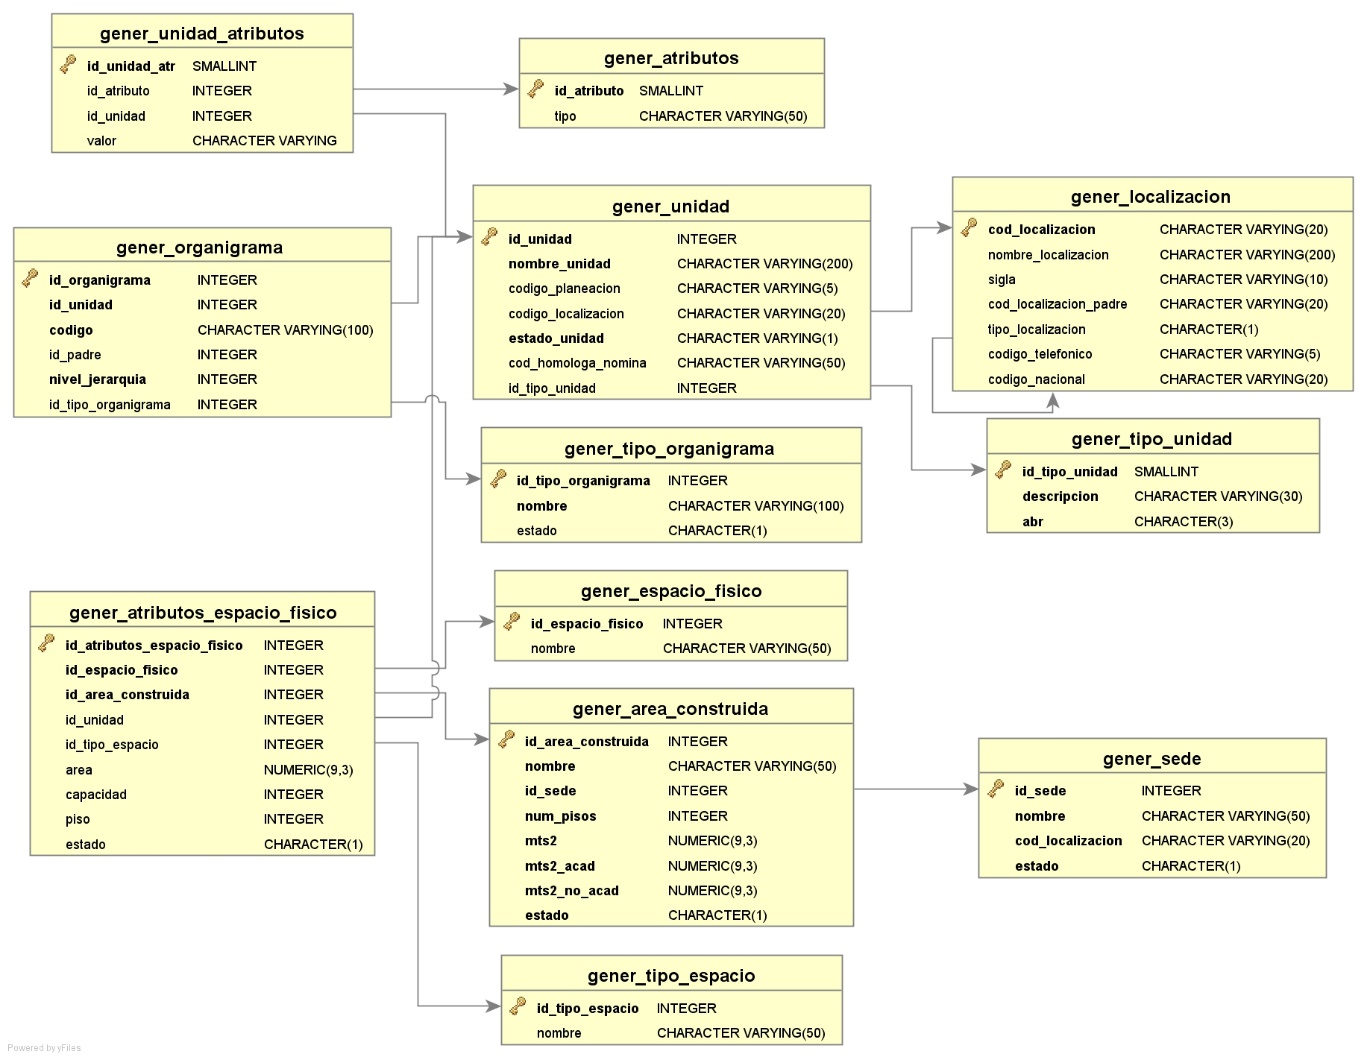 gener_unidad_atributos
id_unidad_atr SMALLINT
id_atributo INTEGER
id_unidad INTEGER
valor CHARACTER VARYING
gener_atributos
id_atributo SMALLINT
tipo CHARACTER VARYING(50)
gener_organigrama
id_organigrama INTEGER
id_unidad INTEGER
codigo CHARACTER VARYING(100)
id_padre INTEGER
nivel_jerarquia INTEGER
id_tipo_organigrama INTEGER
gener_unidad
id_unidad INTEGER
nombre_unidad CHARACTER VARYING(200)
codigo_planeacion CHARACTER VARYING(5)
codigo_localizacion CHARACTER VARYING(20)
estado_unidad CHARACTER VARYING(1)
cod_homologa_nomina CHARACTER VARYING(50)
id_tipo_unidad INTEGER
gener_localizacion
cod_localizacion CHARACTER VARYING(20)
nombre_localizacion CHARACTER VARYING(200)
sigla CHARACTER VARYING(10)
cod_localizacion_padre CHARACTER VARYING(20)
tipo_localizacion CHARACTER(1)
codigo_telefonico CHARACTER VARYING(5)
codigo_nacional CHARACTER VARYING(20)
gener_tipo_organigrama
id_tipo_organigrama INTEGER
nombre CHARACTER VARYING(100)
estado CHARACTER(1)
gener_tipo_unidad
id_tipo_unidad SMALLINT
descripcion CHARACTER VARYING(30)
abr CHARACTER(3)
gener_atributos_espacio_fisico
id_atributos_espacio_fisico INTEGER
id_espacio_fisico INTEGER
id_area_construida INTEGER
id_unidad INTEGER
id_tipo_espacio INTEGER
area NUMERIC(9,3)
capacidad INTEGER
piso INTEGER
estado CHARACTER(1)
gener_espacio_fisico
id_espacio_fisico INTEGER
nombre CHARACTER VARYING(50)
gener_area_construida
id_area_construida INTEGER
nombre CHARACTER VARYING(50)
id_sede INTEGER
num_pisos INTEGER
mts2 NUMERIC(9,3)
mts2_acad NUMERIC(9,3)
mts2_no_acad NUMERIC(9,3)
estado CHARACTER(1)
gener_sede
id_sede INTEGER
nombre CHARACTER VARYING(50)
cod_localizacion CHARACTER VARYING(20)
estado CHARACTER(1)
gener_tipo_espacio
id_tipo_espacio INTEGER
nombre CHARACTER VARYING(50)
Powered by yFiles